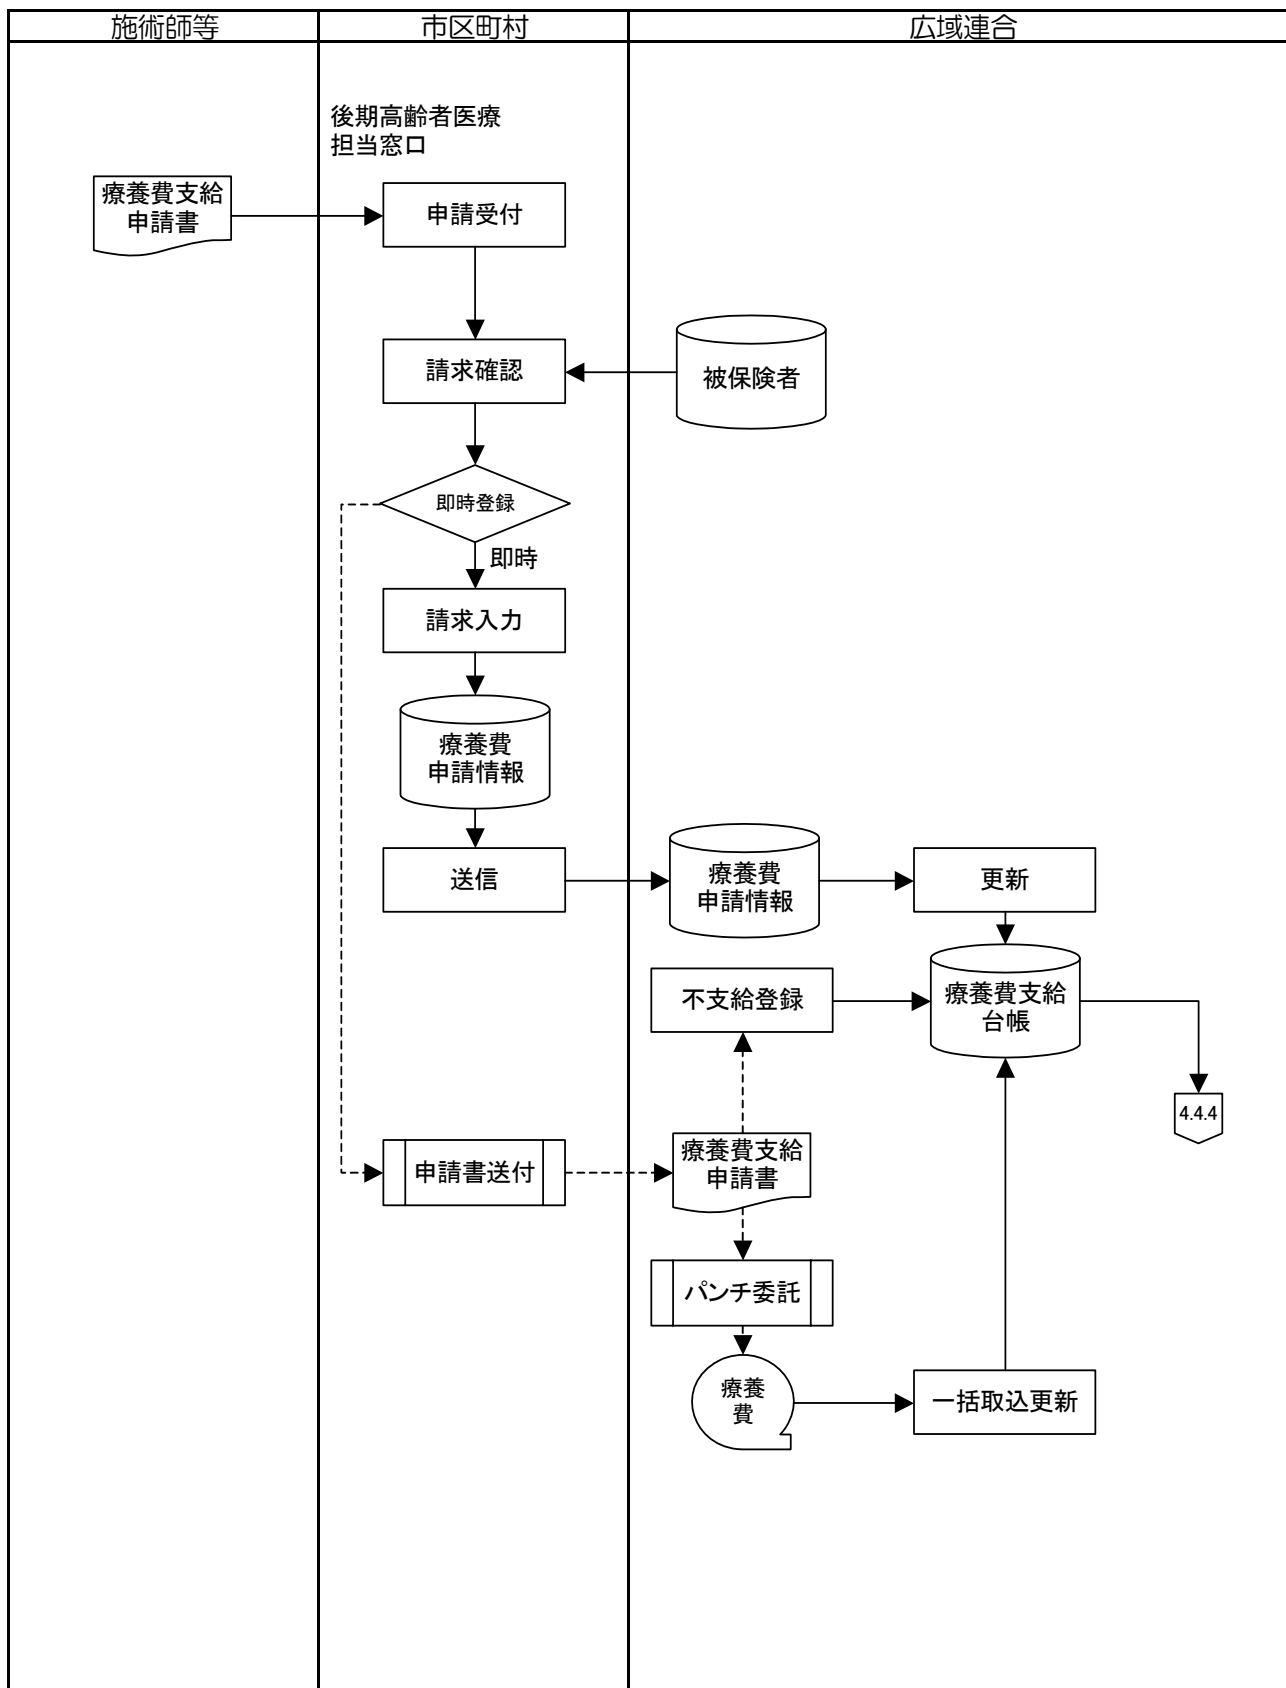 施術師等
市区町村
広域連合
後期高齢者医療
担当窓口
療養費支給
申請書
申請受付
請求確認
被保険者
即時登録
即時
請求入力
療養費
申請情報
送信
療養費
申請情報
更新
不支給登録
療養費支給
台帳
4.4.4
申請書送付
療養費支給
申請書
パンチ委託
療養
費
一括取込更新